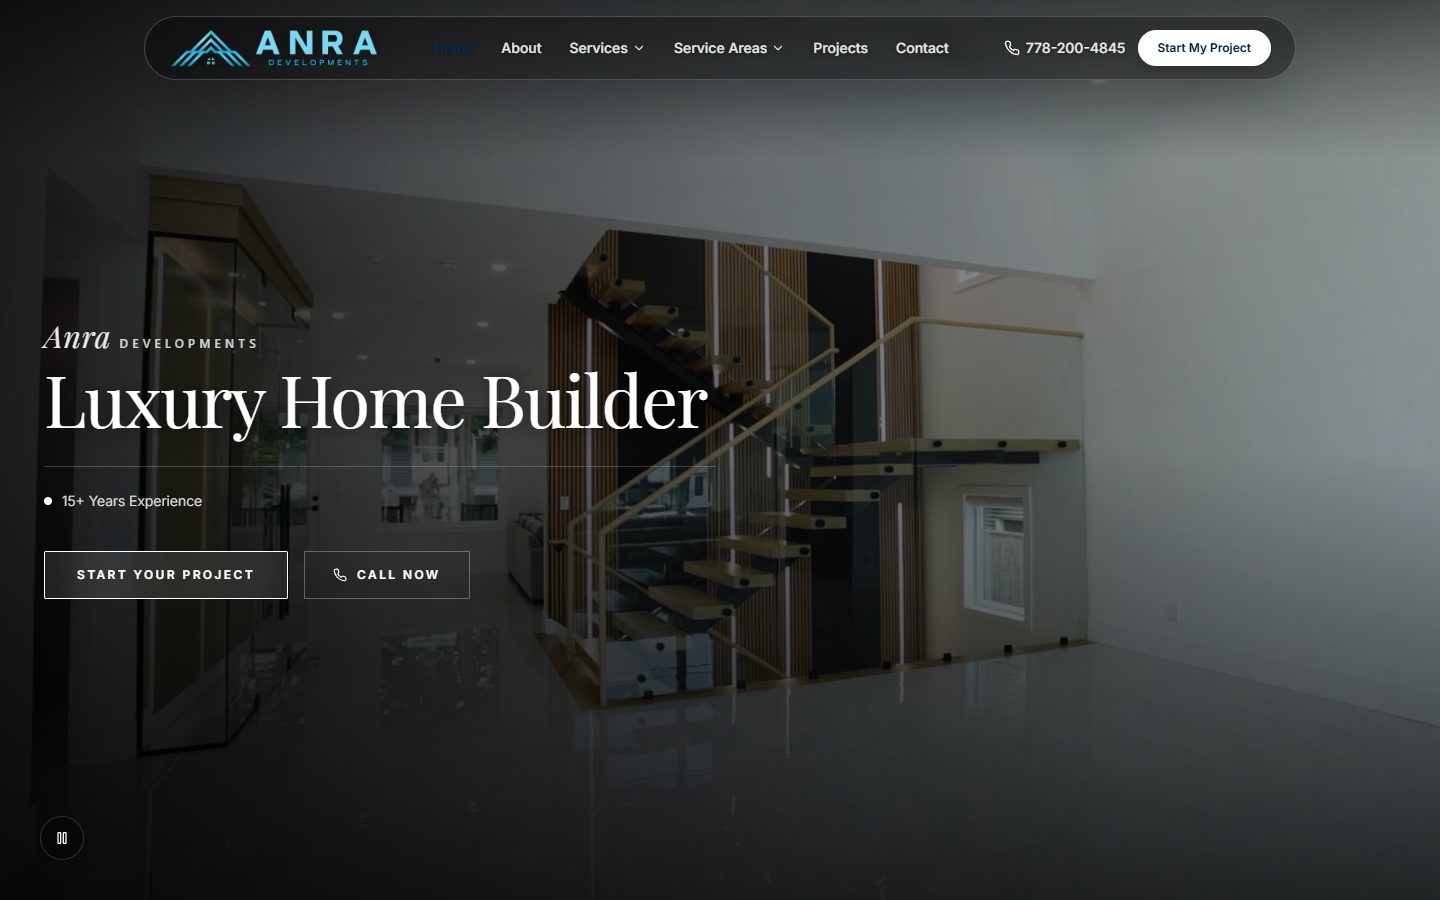 ANRA
DEVELOPMENTS
Home
About
Services
Service Areas
Projects
Contact
778-200-4845
Start My Project
Anra DEVELOPMENTS
Luxury Home Builder
15+ Years Experience
START YOUR PROJECT
CALL NOW